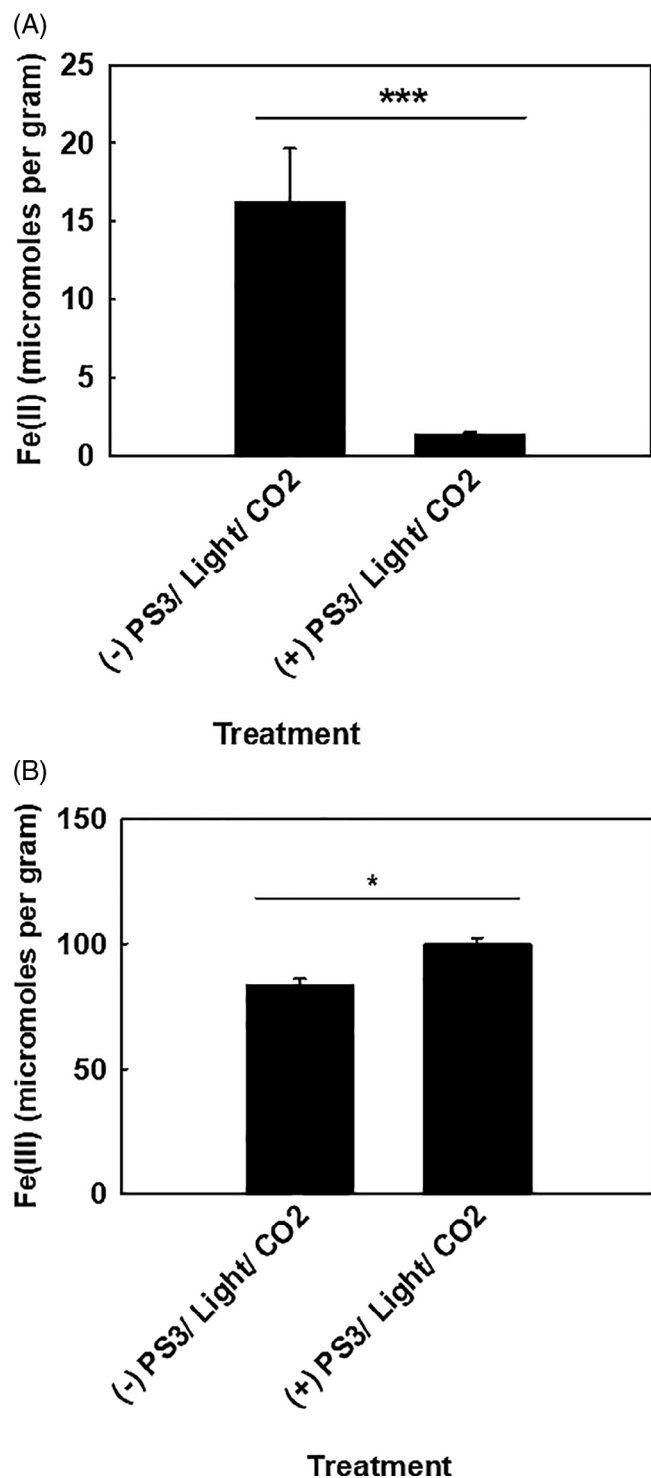 (A)
Fe(II) (micromoles per gram)
25
20
15
10
5
0
***
(-) PS3/ Light/ CO2
(+) PS3/ Light/ CO2
Treatment
(B)
Fe(III) (micromoles per gram)
150
100
50
0
*
(-) PS3/ Light/ CO2
(+) PS3/ Light/ CO2
Treatment